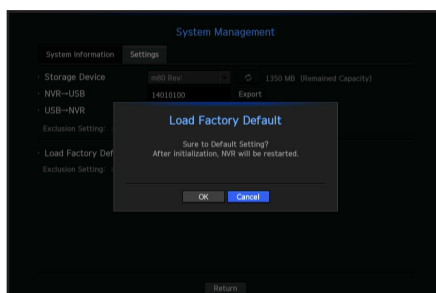 System Management
System Information Settings
· Storage Device m80 Rev: 1350 MB (Remained Capacity)
· NVR→USB 14010100 Export
· USB→NVR
Exclusion Setting:
Load Factory Default
· Load Factory Def
Sure to Default Setting?
After initialization, NVR will be restarted.
Exclusion Setting:
OK Cancel
Return